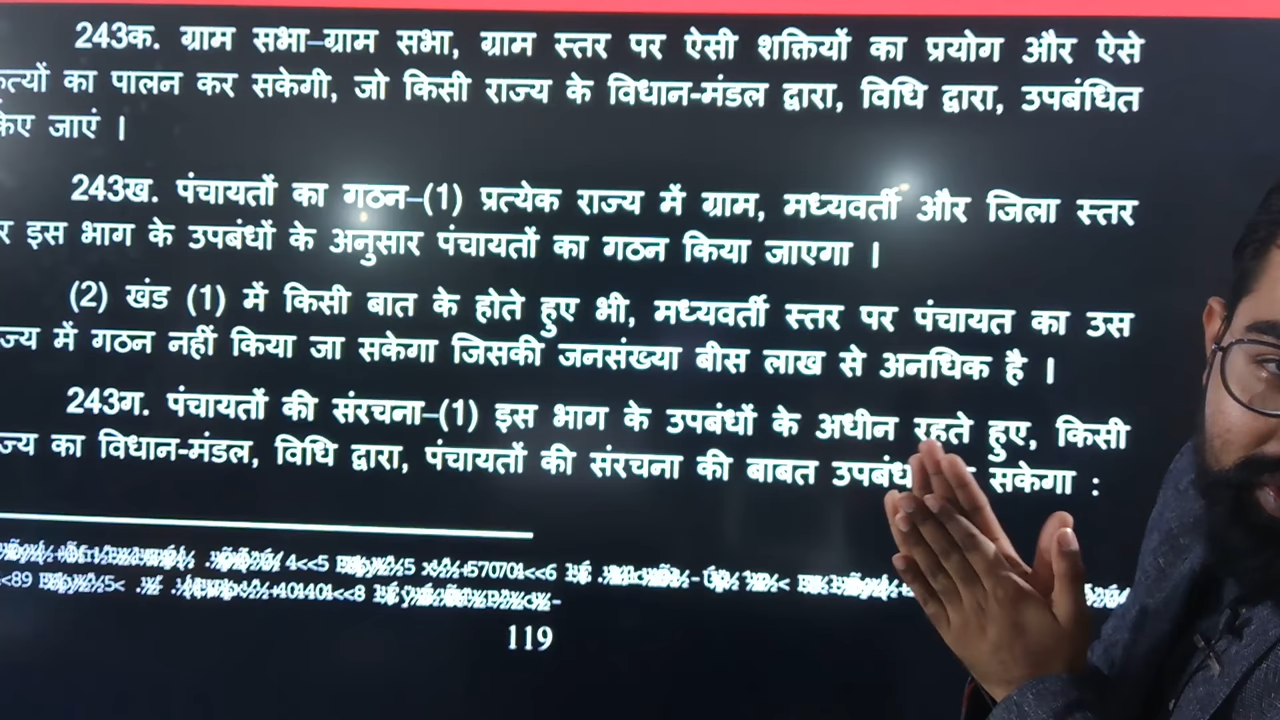 243क. ग्राम सभा–ग्राम सभा, ग्राम स्तर पर ऐसी शक्तियों का प्रयोग और ऐसे
का पालन कर सकेगी, जो किसी राज्य के विधान-मंडल द्वारा, विधि द्वारा, उपबंधित
जाएं ।
243ख. पंचायतों का गठन–(1) प्रत्येक राज्य में ग्राम, मध्यवर्ती और जिला स्तर
इस भाग के उपबंधों के अनुसार पंचायतों का गठन किया जाएगा ।
(2) खंड (1) में किसी बात के होते हुए भी, मध्यवर्ती स्तर पर पंचायत का उस
में गठन नहीं किया जा सकेगा जिसकी जनसंख्या बीस लाख से अनधिक है ।
243ग. पंचायतों की संरचना–(1) इस भाग के उपबंधों के अधीन रहते हुए, किसी
का विधान-मंडल, विधि द्वारा, पंचायतों की संरचना की बाबत सकेगा :
119